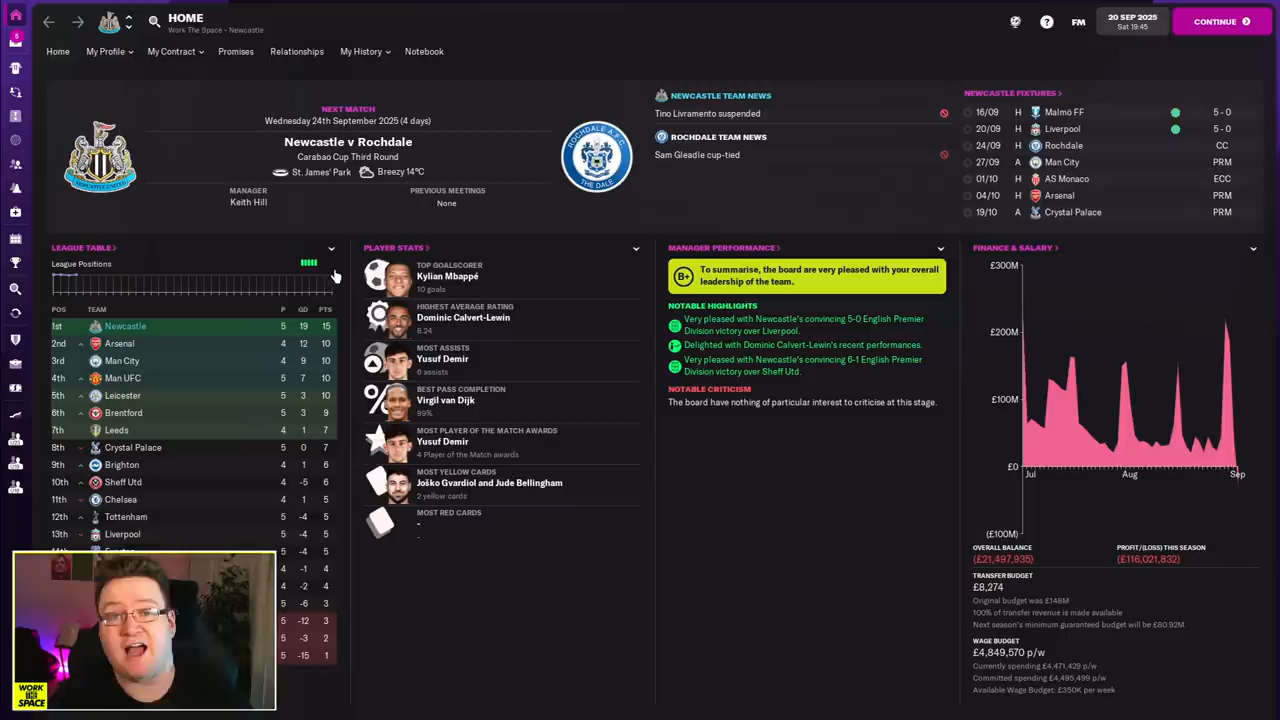 HOME
Work The Space - Newcastle
FM
20 SEP 2025
Sat 19:45
CONTINUE
5
Home
My Profile
My Contract
Promises
Relationships
My History
Notebook
NEXT MATCH
Wednesday 24th September 2025 (4 days)
Newcastle v Rochdale
Carabao Cup Third Round
St. James' Park
Breezy 14°C
MANAGER
Keith Hill
PREVIOUS MEETINGS
None
NEWCASTLE UNITED
ROCHDALE A.F.C
THE DALE
NEWCASTLE TEAM NEWS
Tino Livramento suspended
ROCHDALE TEAM NEWS
Sam Gleadle cup-tied
NEWCASTLE FIXTURES >
16/09 H Malmö FF 5 - 0
20/09 H Liverpool 5 - 0
24/09 H Rochdale CC
27/09 A Man City PRM
01/10 H AS Monaco ECC
04/10 H Arsenal PRM
19/10 A Crystal Palace PRM
LEAGUE TABLE >
League Positions
POS TEAM P GD PTS
1st Newcastle 5 19 15
2nd Arsenal 4 12 10
3rd Man City 4 9 10
4th Man UFC 5 7 10
5th Leicester 5 3 10
6th Brentford 5 3 9
7th Leeds 4 1 7
8th Crystal Palace 5 0 7
9th Brighton 4 1 6
10th Sheff Utd 4 -5 6
11th Chelsea 4 1 5
12th Tottenham 5 -4 5
13th Liverpool 5 -4 5
5 -4 5
4 -1 4
4 -2 4
5 -6 3
5 -12 3
5 -3 2
5 -15 1
PLAYER STATS >
TOP GOALSCORER
Kylian Mbappé
10 goals
HIGHEST AVERAGE RATING
Dominic Calvert-Lewin
8.24
MOST ASSISTS
Yusuf Demir
6 assists
BEST PASS COMPLETION
Virgil van Dijk
99%
MOST PLAYER OF THE MATCH AWARDS
Yusuf Demir
4 Player of the Match awards
MOST YELLOW CARDS
Joško Gvardiol and Jude Bellingham
2 yellow cards
MOST RED CARDS
-
-
MANAGER PERFORMANCE >
B+
To summarise, the board are very pleased with your overall
leadership of the team.
NOTABLE HIGHLIGHTS
Very pleased with Newcastle's convincing 5-0 English Premier
Division victory over Liverpool.
Delighted with Dominic Calvert-Lewin's recent performances.
Very pleased with Newcastle's convincing 6-1 English Premier
Division victory over Sheff Utd.
NOTABLE CRITICISM
The board have nothing of particular interest to criticise at this stage.
FINANCE & SALARY >
£300M
£200M
£100M
£0
(£100M)
Jul
Aug
Sep
OVERALL BALANCE
(£21,497,935)
PROFIT/(LOSS) THIS SEASON
(£116,021,832)
TRANSFER BUDGET
£8,274
Original budget was £148M
100% of transfer revenue is made available
Next season's minimum guaranteed budget will be £80.92M
WAGE BUDGET
£4,849,570 p/w
Currently spending £4,471,429 p/w
Committed spending £4,495,499 p/w
Available Wage Budget: £350K per week
WORK
THE
SPACE